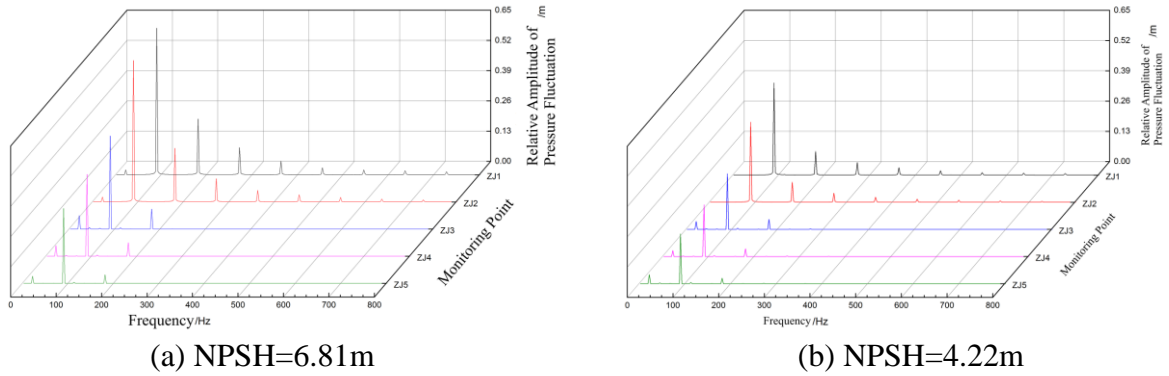 0.65
/m
0.52
0.39
0.26
0.13
0.00
Relative Amplitude of
Pressure Fluctuation
ZJ1
ZJ2
ZJ3
ZJ4
ZJ5
Monitoring Point
0 100 200 300 400 500 600 700 800
Frequency/Hz
(a) NPSH=6.81m
0.65
/m
0.52
0.39
0.26
0.13
0.00
Relative Amplitude of
Pressure Fluctuation
ZJ1
ZJ2
ZJ3
ZJ4
ZJ5
Monitoring Point
0 100 200 300 400 500 600 700 800
Frequency/Hz
(b) NPSH=4.22m